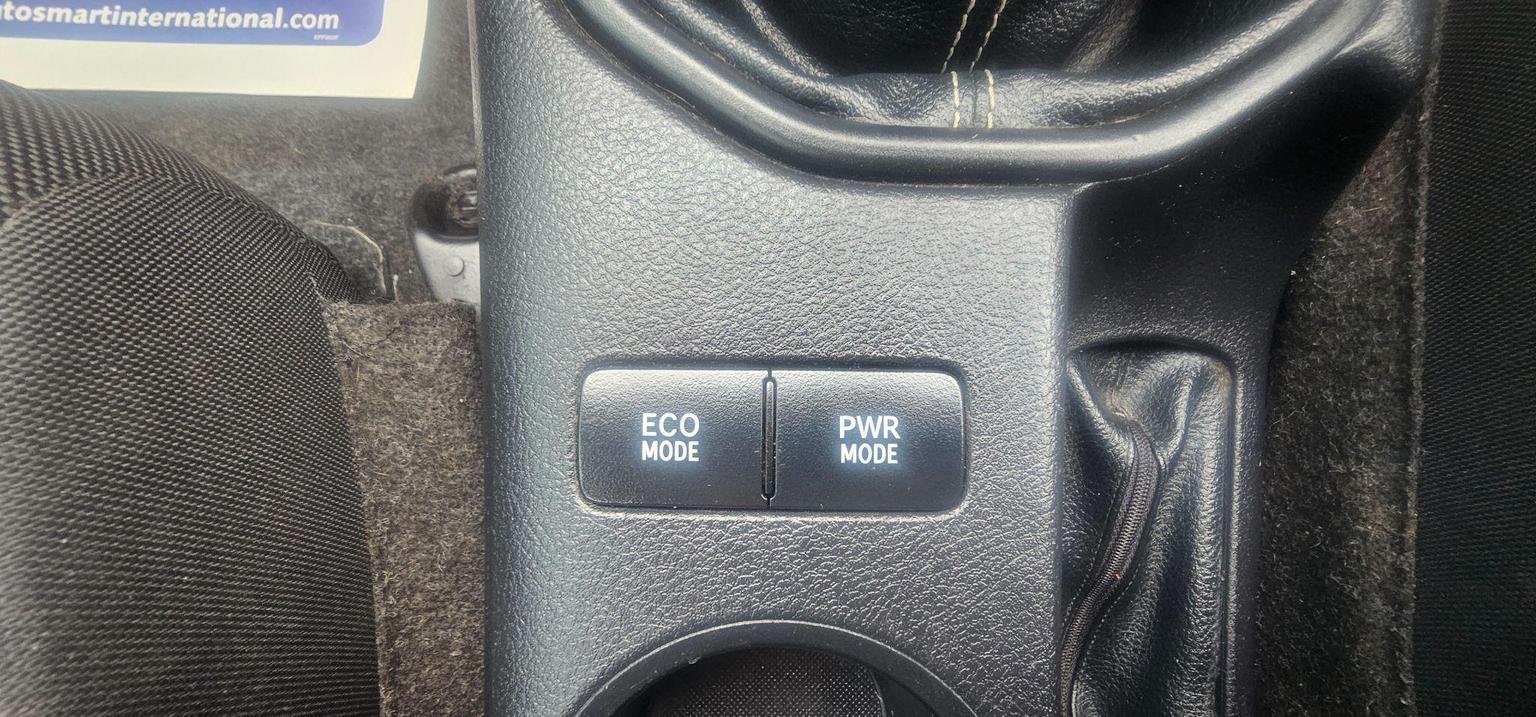 tosmartinternational.com
ECO
MODE
PWR
MODE